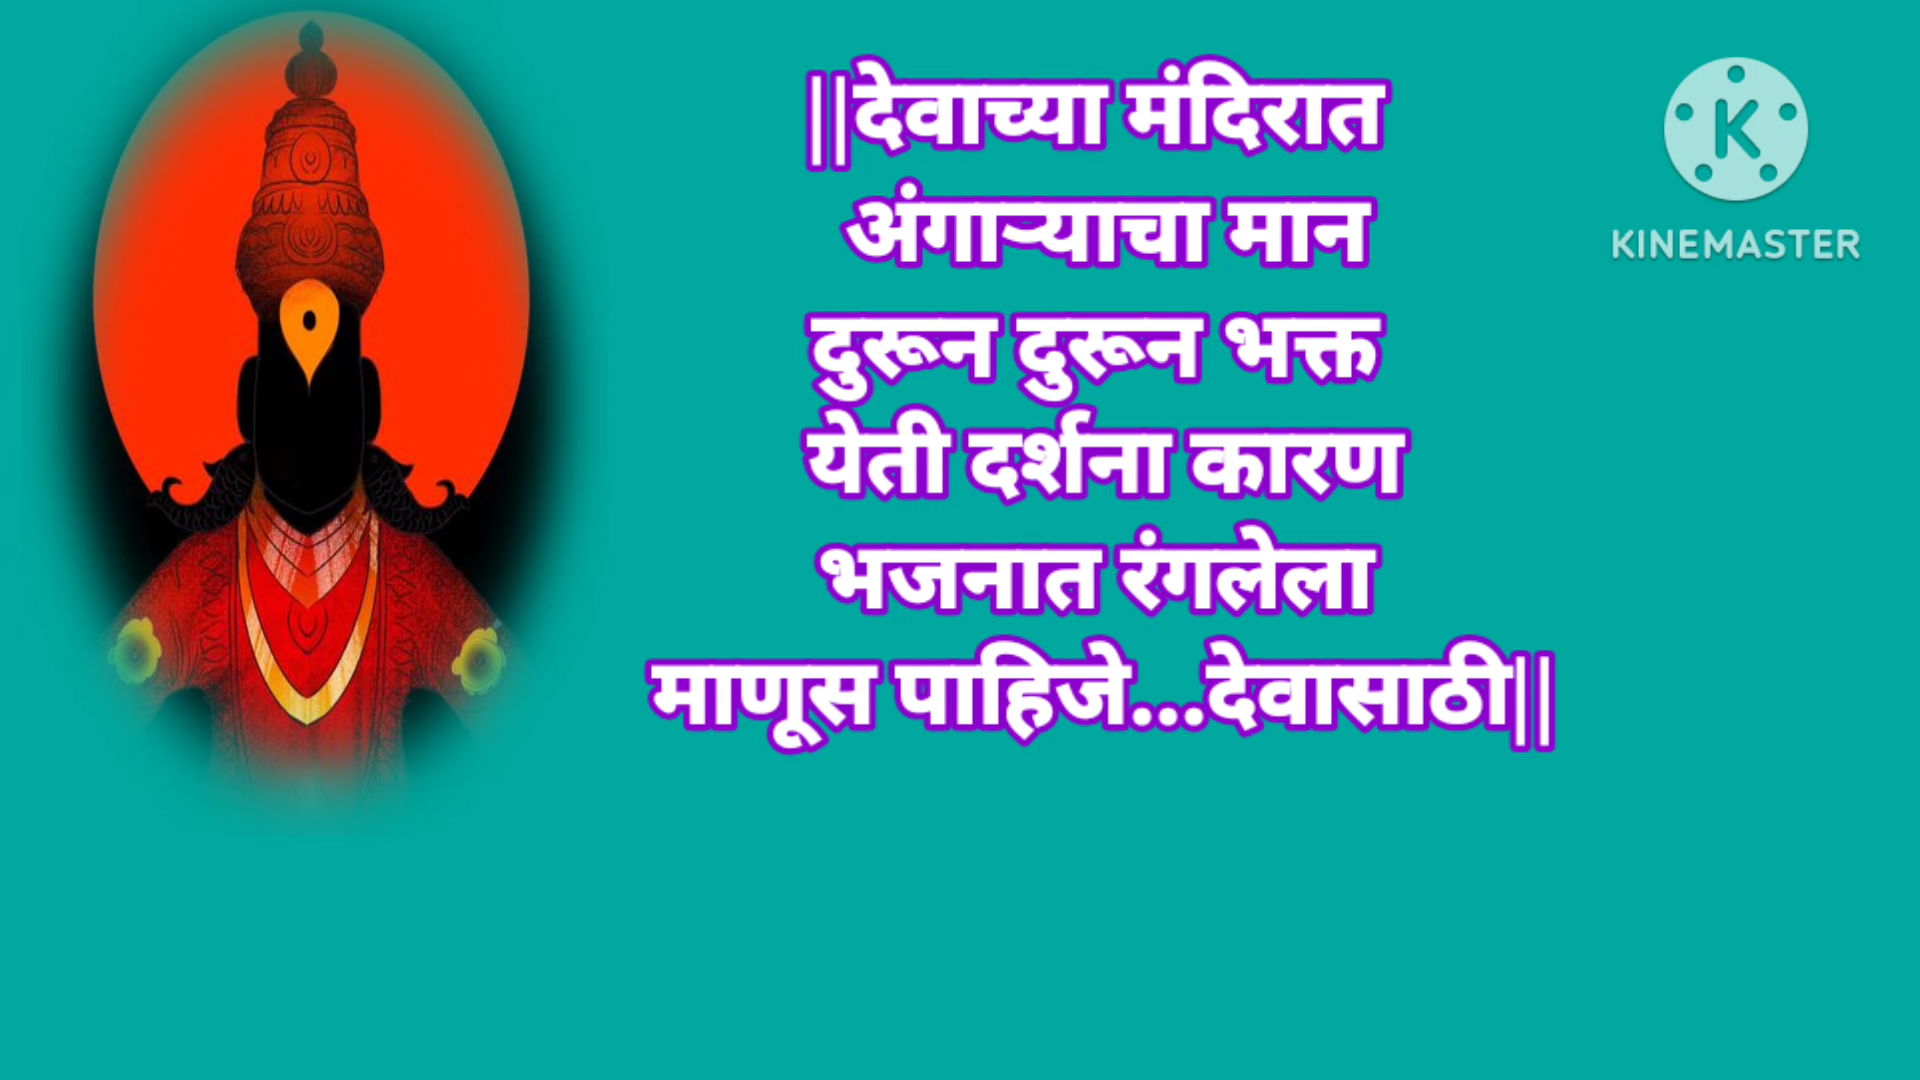 ||देवाच्या मंदिरात
अंगाऱ्याचा मान
दुरून दुरून भक्त
येती दर्शना कारण
भजनात रंगलेला
माणूस पाहिजे...देवासाठी||
K
KINEMASTER